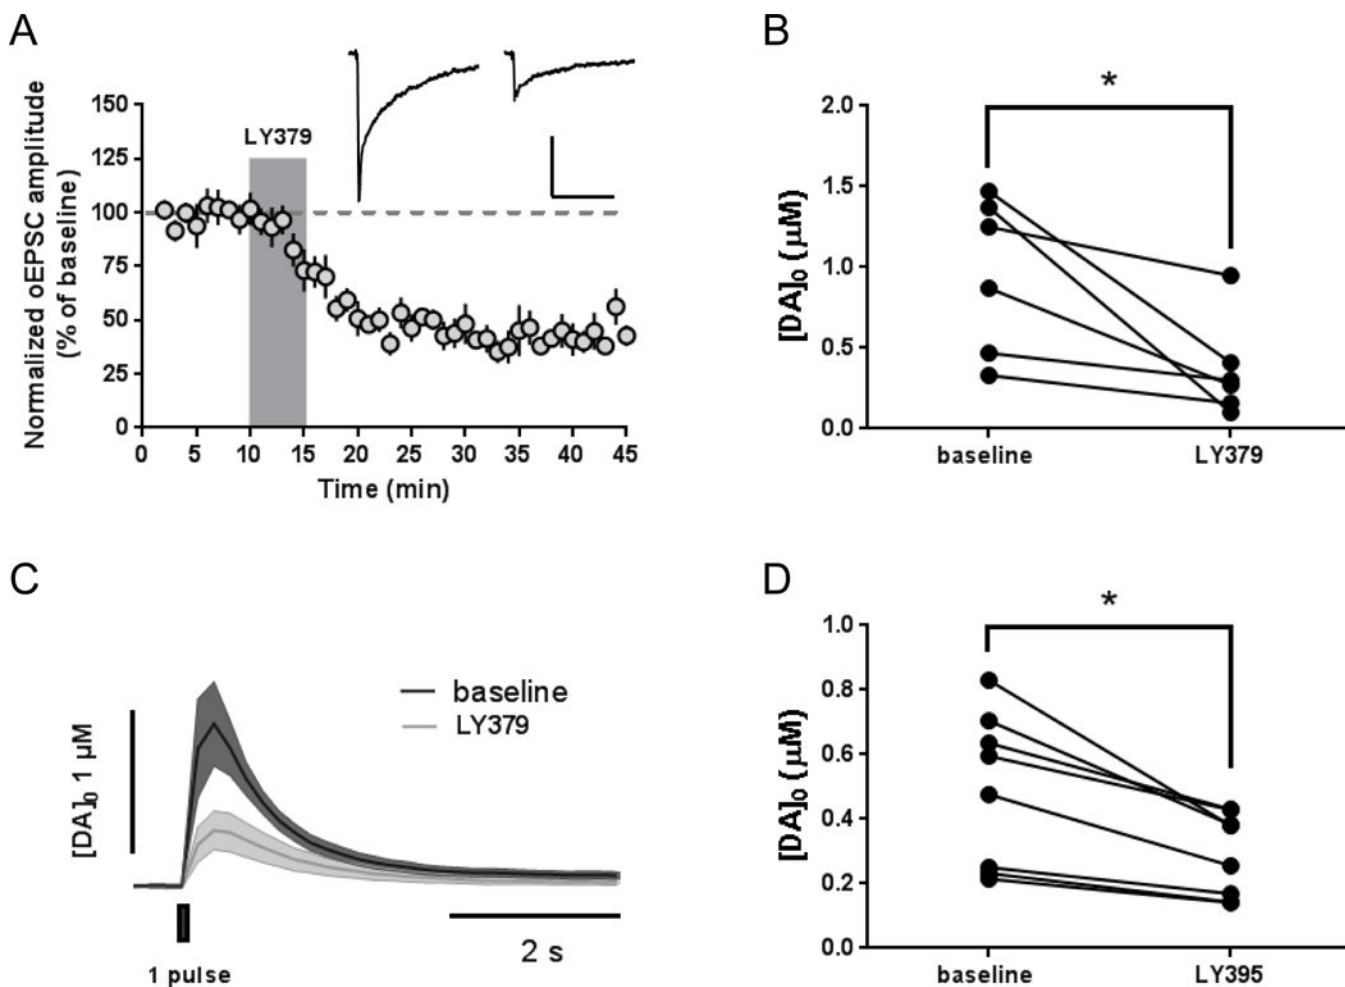 A
Normalized oEPSC amplitude
(% of baseline)
150
125
100
75
50
25
0
LY379
0 5 10 15 20 25 30 35 40 45
Time (min)
B
*
[DA]₀ (µM)
2.0
1.5
1.0
0.5
0.0
baseline LY379
C
[DA]₀ 1 µM
baseline
LY379
1 pulse
2 s
D
*
[DA]₀ (µM)
1.0
0.8
0.6
0.4
0.2
0.0
baseline LY395